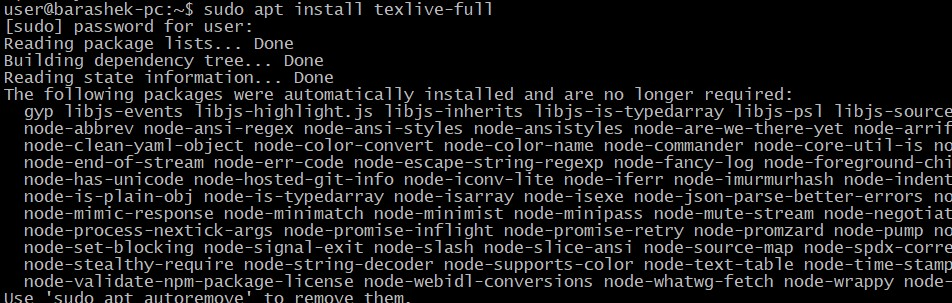 user@barashek-pc:~$ sudo apt install texlive-full
[sudo] password for user:
Reading package lists... Done
Building dependency tree... Done
Reading state information... Done
The following packages were automatically installed and are no longer required:
gyp libjs-events libjs-highlight.js libjs-inherits libjs-is-typedarray libjs-psl libjs-source
node-abbrev node-ansi-regex node-ansi-styles node-ansistyles node-are-we-there-yet node-arrif
node-clean-yaml-object node-color-convert node-color-name node-commander node-core-util-is no
node-end-of-stream node-err-code node-escape-string-regexp node-fancy-log node-foreground-chi
node-has-unicode node-hosted-git-info node-iconv-lite node-iferr node-imurmurhash node-indent
node-is-plain-obj node-is-typedarray node-isarray node-isexe node-json-parse-better-errors no
node-mimic-response node-minimatch node-minimist node-minipass node-mute-stream node-negotiat
node-process-nextick-args node-promise-inflight node-promise-retry node-promzard node-pump no
node-set-blocking node-signal-exit node-slash node-slice-ansi node-source-map node-spdx-corre
node-stealthy-require node-string-decoder node-supports-color node-text-table node-time-stamp
node-validate-npm-package-license node-webidl-conversions node-whatwg-fetch node-wrappy node-
Use 'sudo apt autoremove' to remove them.